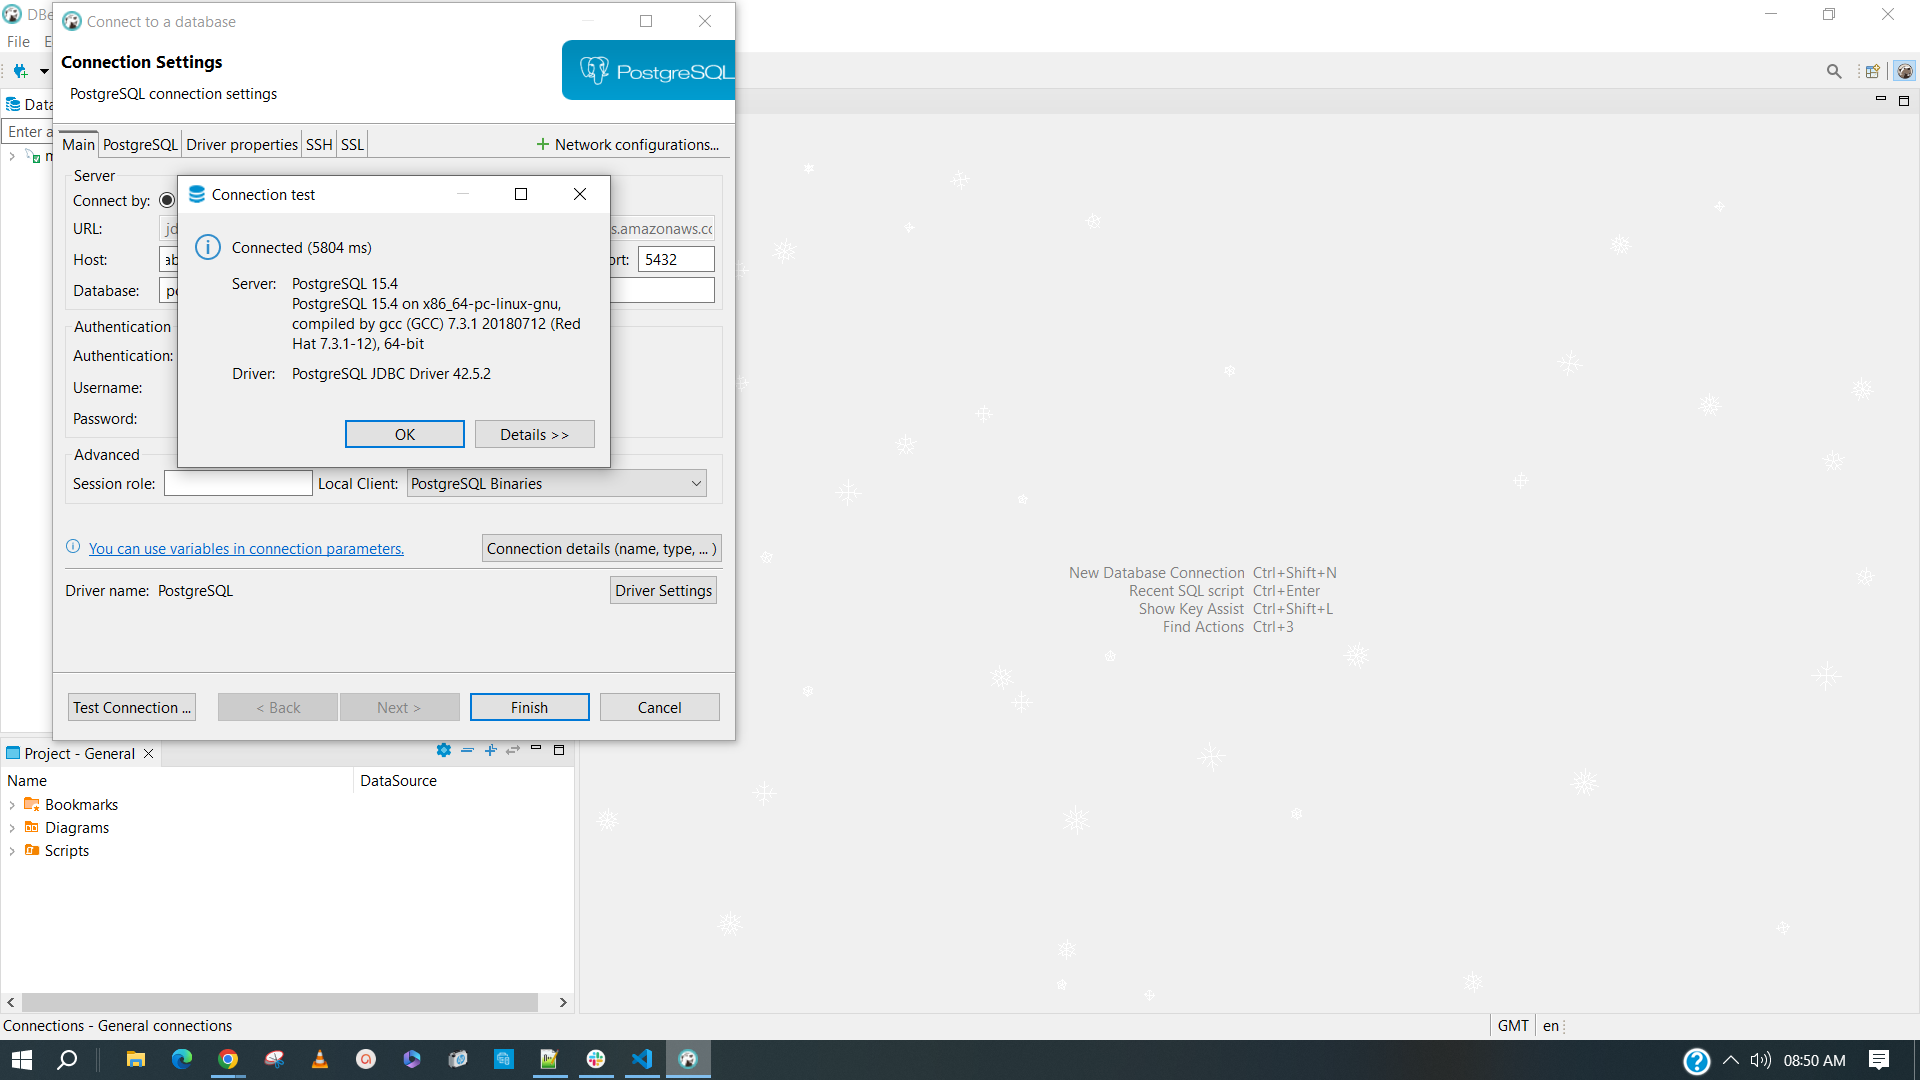 DBe
Connect to a database
File
E
Connection Settings
PostgreSQL connection settings
PostgreSQL
Data
Enter a
m
Main
PostgreSQL
Driver properties
SSH
SSL
Network configurations...
Server
Connect by:
URL:
jd
s.amazonaws.cc
Host:
ab
ort:
5432
Database:
po
Authentication
Authentication:
Username:
Password:
Connection test
Connected (5804 ms)
Server:
PostgreSQL 15.4
PostgreSQL 15.4 on x86_64-pc-linux-gnu,
compiled by gcc (GCC) 7.3.1 20180712 (Red
Hat 7.3.1-12), 64-bit
Driver:
PostgreSQL JDBC Driver 42.5.2
OK
Details >>
Advanced
Session role:
Local Client:
PostgreSQL Binaries
You can use variables in connection parameters.
Connection details (name, type, ... )
Driver name: PostgreSQL
Driver Settings
Test Connection ...
< Back
Next >
Finish
Cancel
New Database Connection Ctrl+Shift+N
Recent SQL script Ctrl+Enter
Show Key Assist Ctrl+Shift+L
Find Actions Ctrl+3
Project - General
Name
DataSource
Bookmarks
Diagrams
Scripts
Connections - General connections
GMT
en
08:50 AM